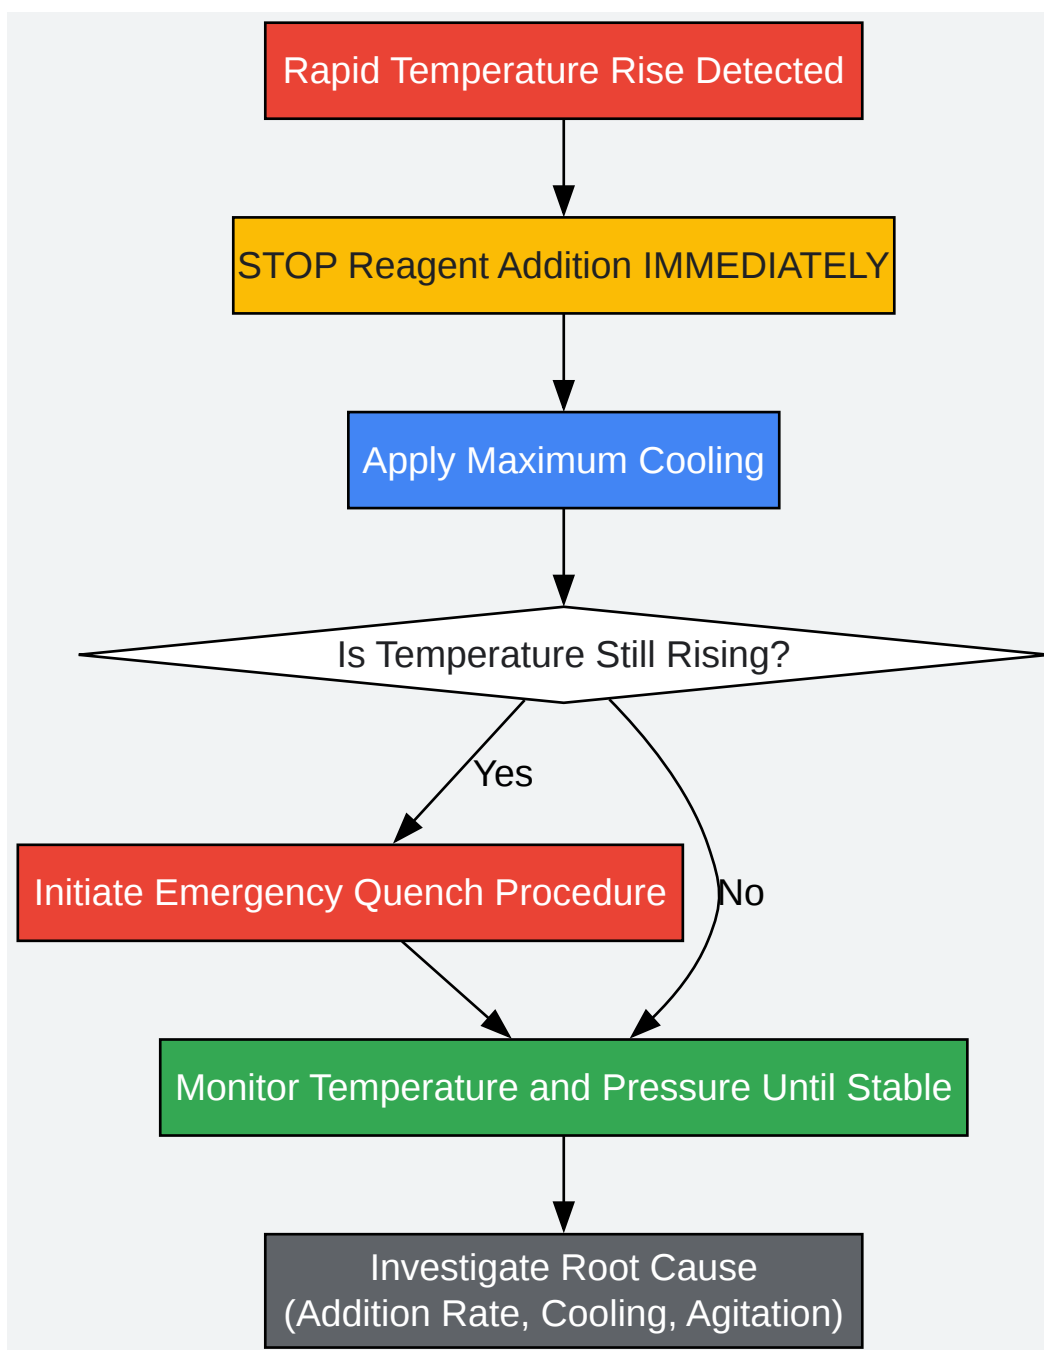 Rapid Temperature Rise Detected
STOP Reagent Addition IMMEDIATELY
Apply Maximum Cooling
Is Temperature Still Rising?
Yes
Initiate Emergency Quench Procedure
No
Monitor Temperature and Pressure Until Stable
Investigate Root Cause
(Addition Rate, Cooling, Agitation)